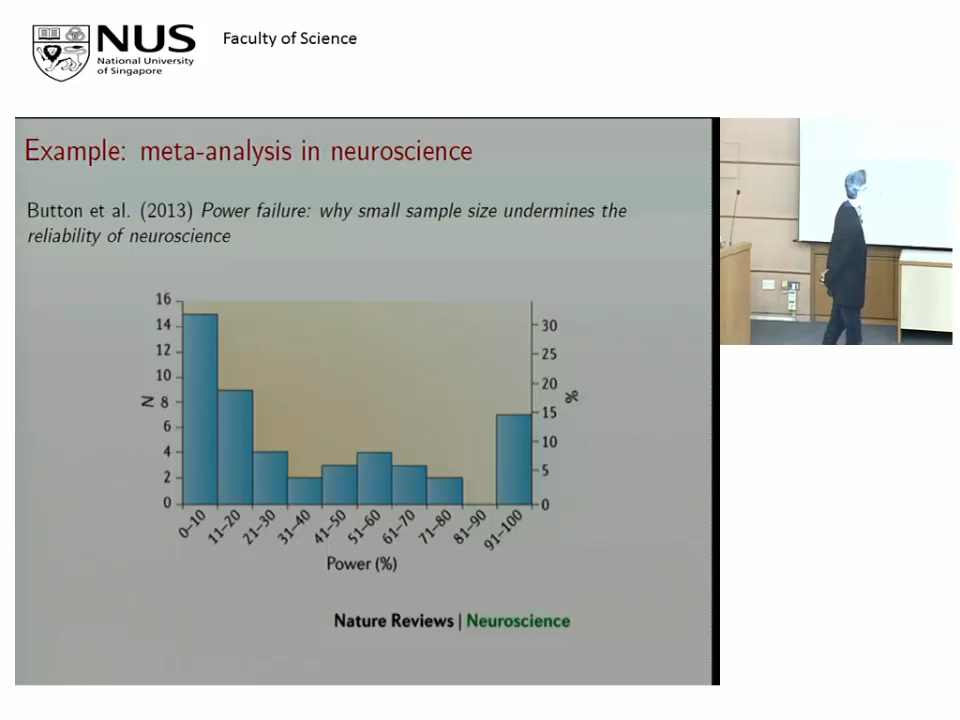 NUS
National University
of Singapore
Faculty of Science
Example: meta-analysis in neuroscience
Button et al. (2013) Power failure: why small sample size undermines the
reliability of neuroscience
16
14
12
10
8
6
4
2
0
N
30
25
20
15
10
5
0
%
0–10
11–20
21–30
31–40
41–50
51–60
61–70
71–80
81–90
91–100
Power (%)
Nature Reviews | Neuroscience